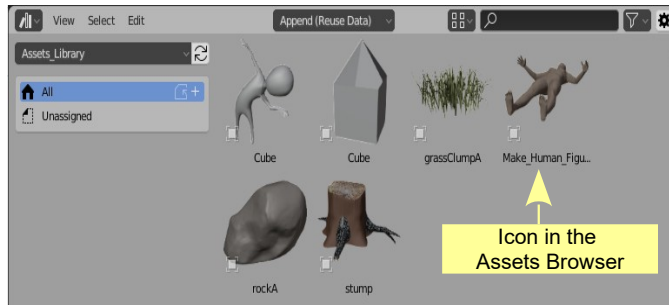 View Select Edit Append (Reuse Data)
Assets_Library
All
Unassigned
Cube Cube grassClumpA Make_Human_Figu...
rockA stump
Icon in the
Assets Browser